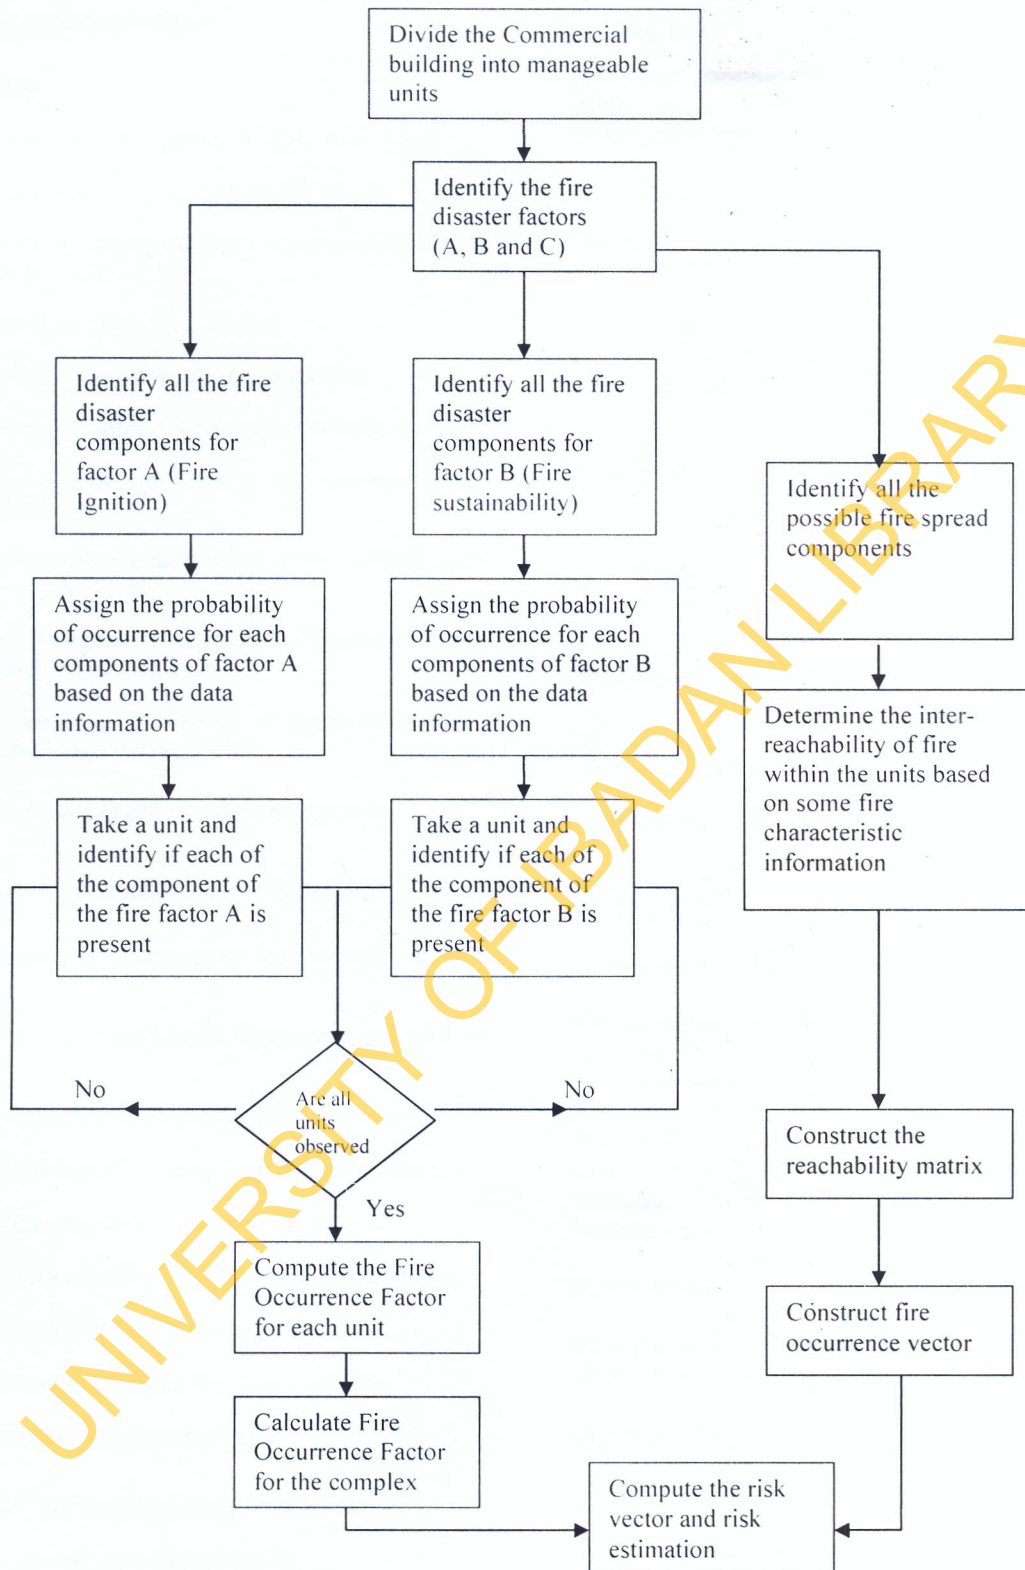 Divide the Commercial
building into manageable
units
Identify the fire
disaster factors
(A, B and C)
Identify all the fire
disaster
components for
factor A (Fire
Ignition)
Identify all the fire
disaster
components for
factor B (Fire
sustainability)
Identify all the
possible fire spread
components
Assign the probability
of occurrence for each
components of factor A
based on the data
information
Assign the probability
of occurrence for each
components of factor B
based on the data
information
Determine the inter-
reachability of fire
within the units based
on some fire
characteristic
information
Take a unit and
identify if each of
the component of
the fire factor A is
present
Take a unit and
identify if each of
the component of
the fire factor B is
present
No
Are all
units
observed
No
Yes
Construct the
reachability matrix
Compute the Fire
Occurrence Factor
for each unit
Construct fire
occurrence vector
Calculate Fire
Occurrence Factor
for the complex
Compute the risk
vector and risk
estimation
UNIVERSITY OF IBADAN LIBRARY